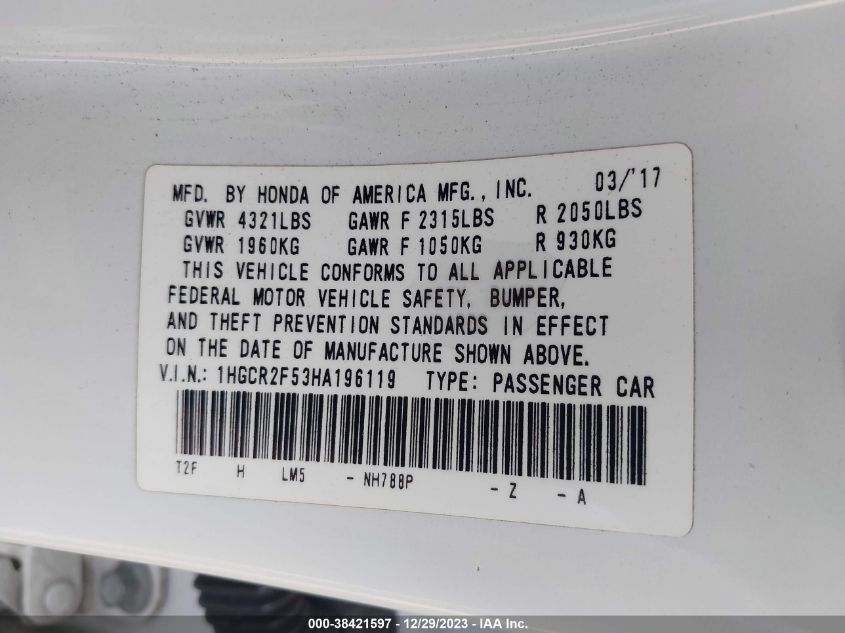 MFD. BY HONDA OF AMERICA MFG., INC. 03/'17
GVWR 4321LBS GAWR F 2315LBS R 2050LBS
GVWR 1960KG GAWR F 1050KG R 930KG
THIS VEHICLE CONFORMS TO ALL APPLICABLE
FEDERAL MOTOR VEHICLE SAFETY, BUMPER,
AND THEFT PREVENTION STANDARDS IN EFFECT
ON THE DATE OF MANUFACTURE SHOWN ABOVE.
V.I.N.: 1HGCR2F53HA196119 TYPE: PASSENGER CAR
T2F H LM5 - NH788P - Z - A
000-38421597 - 12/29/2023 - IAA Inc.